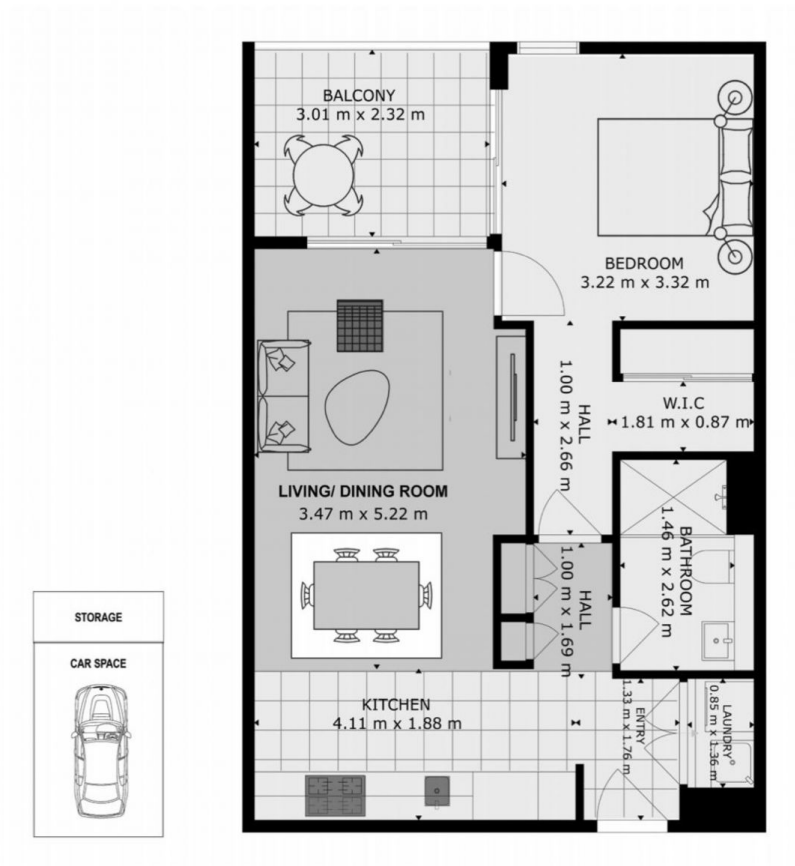 BALCONY
3.01 m x 2.32 m
BEDROOM
3.22 m x 3.32 m
HALL
1.00 m x 2.66 m
W.I.C
1.81 m x 0.87 m
LIVING/ DINING ROOM
3.47 m x 5.22 m
BATHROOM
1.46 m x 2.62 m
HALL
1.00 m x 1.69 m
STORAGE
CAR SPACE
KITCHEN
4.11 m x 1.88 m
ENTRY
1.33 m x 1.76 m
LAUNDRY
0.85 m x 1.36 m